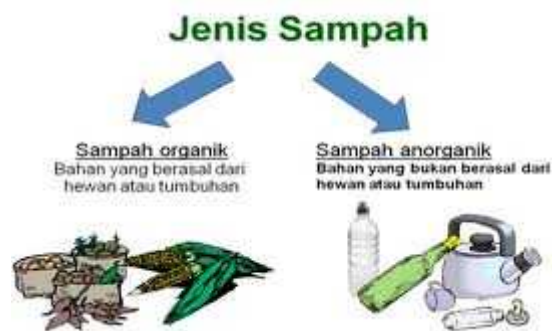 Jenis Sampah
Sampah organik
Bahan yang berasal dari
hewan atau tumbuhan
Sampah anorganik
Bahan yang bukan berasal dari
hewan atau tumbuhan